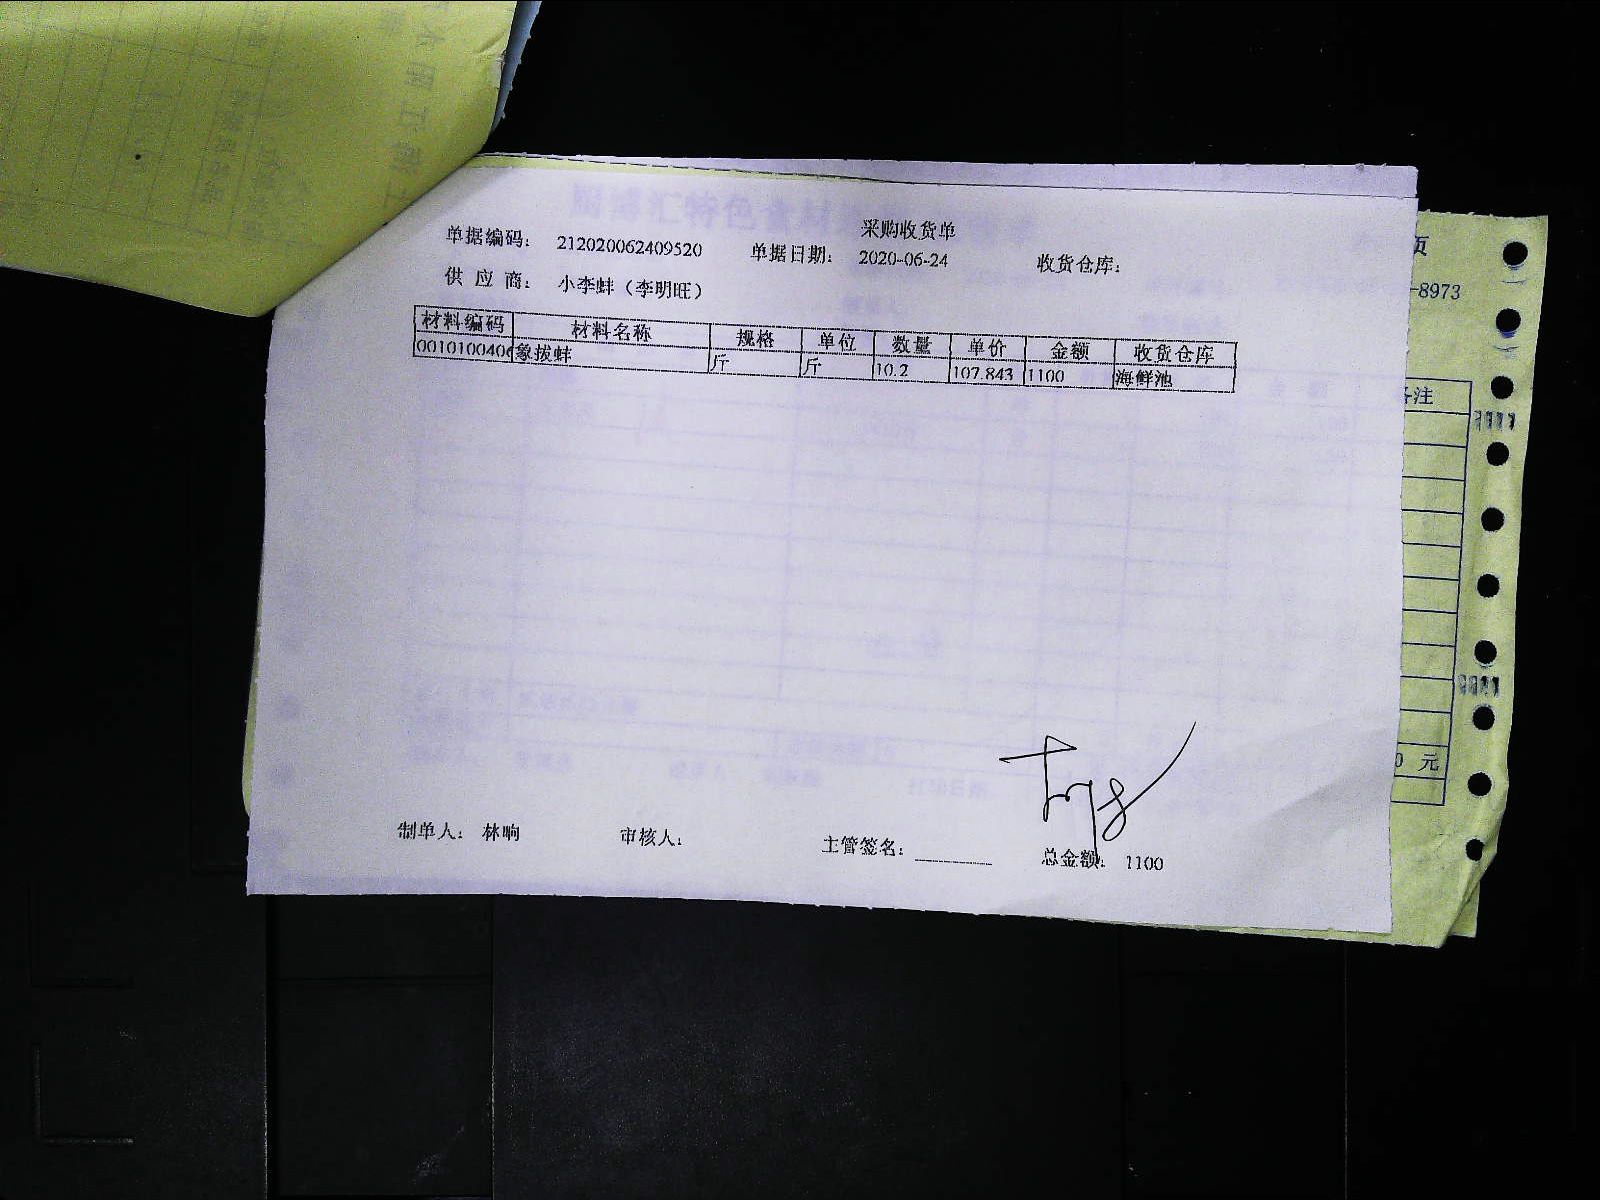 采购收货单
单据编码： 212020062409520 单据日期： 2020-06-24 收货仓库：
供 应 商： 小李蚌（李明旺）
材料编码 材料名称 规格 单位 数量 单价 金额 收货仓库
0010100406 象拔蚌 斤 斤 10.2 107.843 1100 海鲜池
制单人： 林响 审核人： 主管签名： 总金额： 1100
页
-8973
备注
0 元